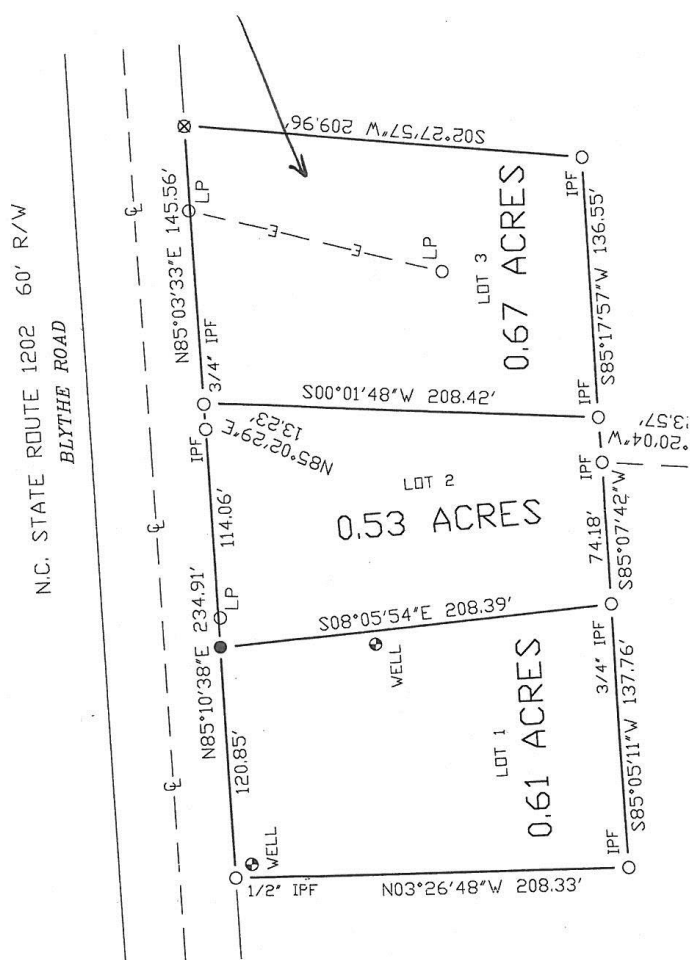 N.C. STATE ROUTE 1202 60' R/W
BLYTHE ROAD
℄
℄
℄
S02°27'57"W 209.96'
N85°03'33"E 145.56'
LP
E
E
LP
LOT 3
0.67 ACRES
IPF
S85°17'57"W 136.55'
3/4" IPF
S00°01'48"W 208.42'
IPF
IPF
N85°02'29"E
13.23'
114.06'
LOT 2
0.53 ACRES
IPF
°20'04"W
3.57'
74.18'
S85°07'42"W
N85°10'38"E 234.91'
LP
S08°05'54"E 208.39'
WELL
3/4" IPF
120.85'
LOT 1
0.61 ACRES
S85°05'11"W 137.76'
WELL
1/2" IPF
N03°26'48"W 208.33'
IPF